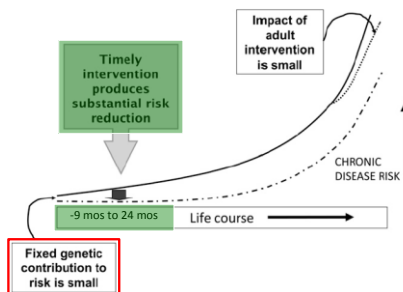 Impact of
adult
intervention
is small
Timely
intervention
produces
substantial risk
reduction
CHRONIC
DISEASE RISK
-9 mos to 24 mos
Life course
Fixed genetic
contribution to
risk is small